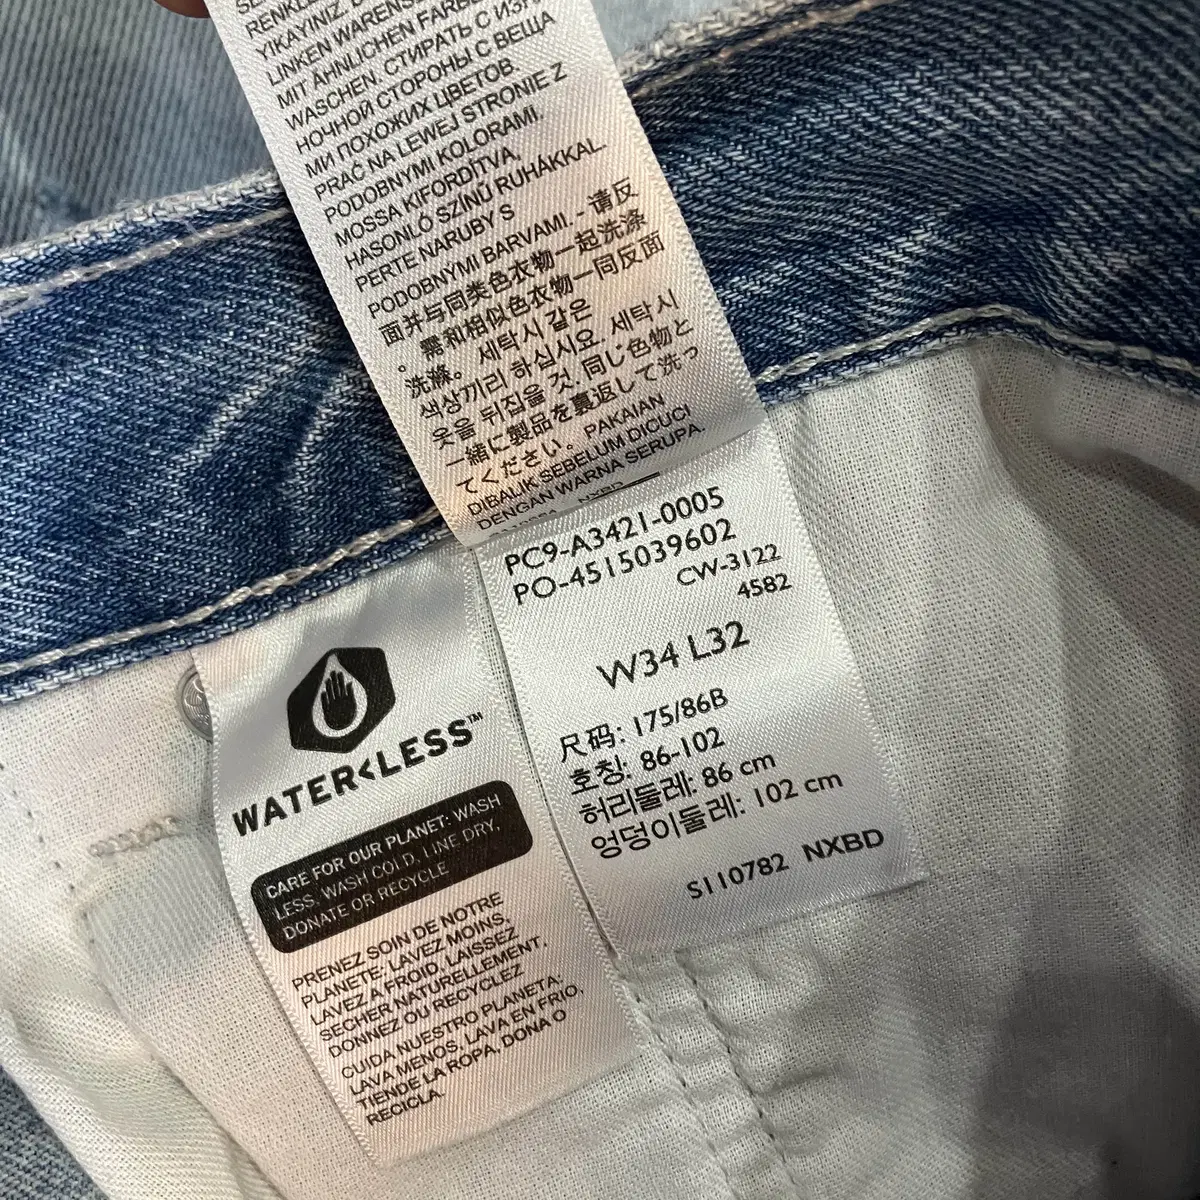 RENKL
YIKAYINIZ.
LINKEN WARENS
MIT ÄHNLICHEN FARBE
WASCHEN. СТИРАТЬ С ИЗН
НОЧНОЙ СТОРОНЫ С ВЕЩА
МИ ПОХОЖИХ ЦВЕТОВ.
PRAĆ NA LEWEJ STRONIE Z
PODOBNYMI KOLORAMI.
MOSSA KIFORDÍTVA,
HASONLÓ SZÍNŰ RUHÁKKAL.
PERTE NARUBY S
PODOBNYMI BARVAMI. - 请反
面并与同类色衣物一起洗涤
。需和相似色衣物一同反面
洗滌。 세탁시 같은
색상끼리 하십시오. 세탁시
옷을 뒤집을 것. 同じ色物と
一緒に製品を裏返して洗っ
てください。 PAKAIAN
DIBALIK SEBELUM DICUCI
DENGAN WARNA SERUPA.
NXBD
PC9-A3421-0005
PO-4515039602
CW-3122
4582
W34 L32
尺码: 175/86B
호칭: 86-102
허리둘레: 86 cm
엉덩이둘레: 102 cm
S110782 NXBD
WATER<LESS™
CARE FOR OUR PLANET: WASH
LESS, WASH COLD, LINE DRY,
DONATE OR RECYCLE
PRENEZ SOIN DE NOTRE
PLANETE: LAVEZ MOINS,
LAVEZ A FROID, LAISSEZ
SECHER NATURELLEMENT,
DONNEZ OU RECYCLEZ
CUIDA NUESTRO PLANETA:
LAVA MENOS, LAVA EN FRIO,
TIENDE LA ROPA, DONA O
RECICLA.